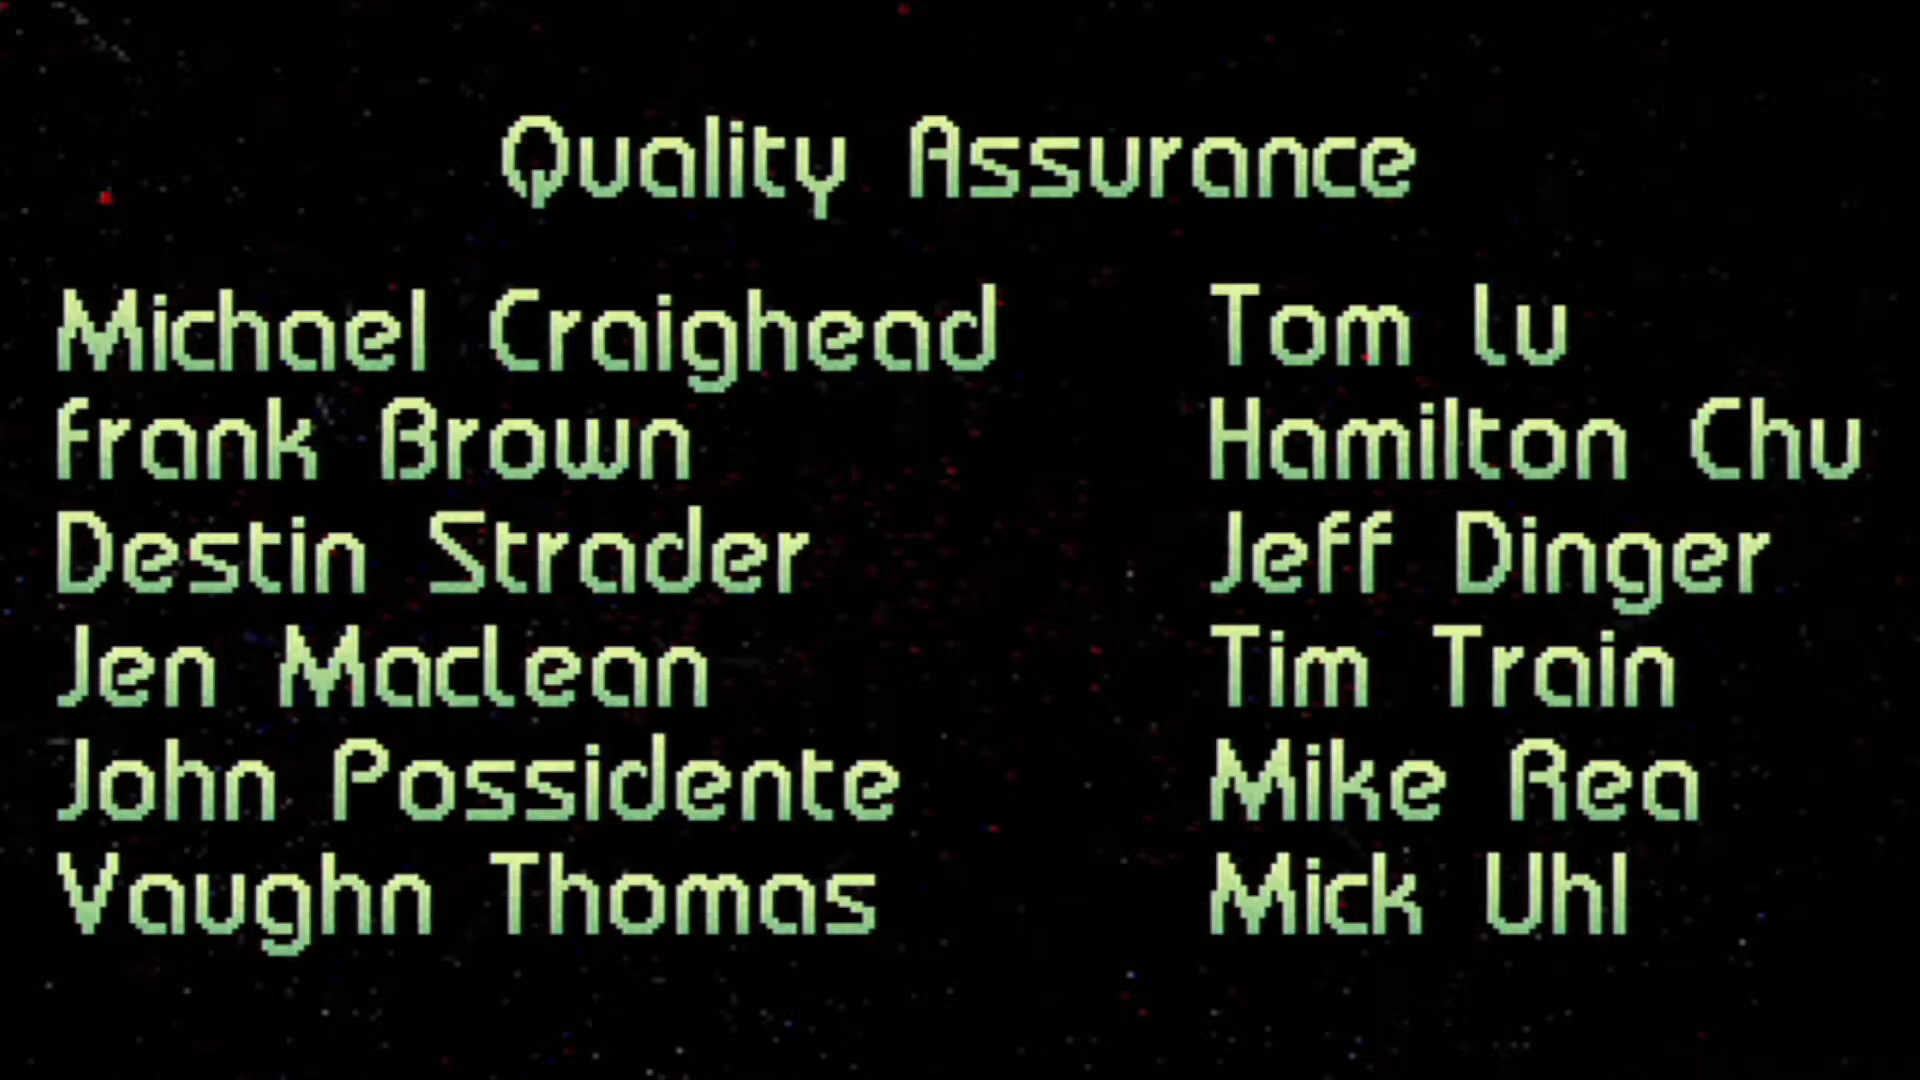 Quality Assurance
Michael Craighead
Tom Lu
Frank Brown
Hamilton Chu
Destin Strader
Jeff Dinger
Jen MacLean
Tim Train
John Possidente
Mike Rea
Vaughn Thomas
Mick Uhl